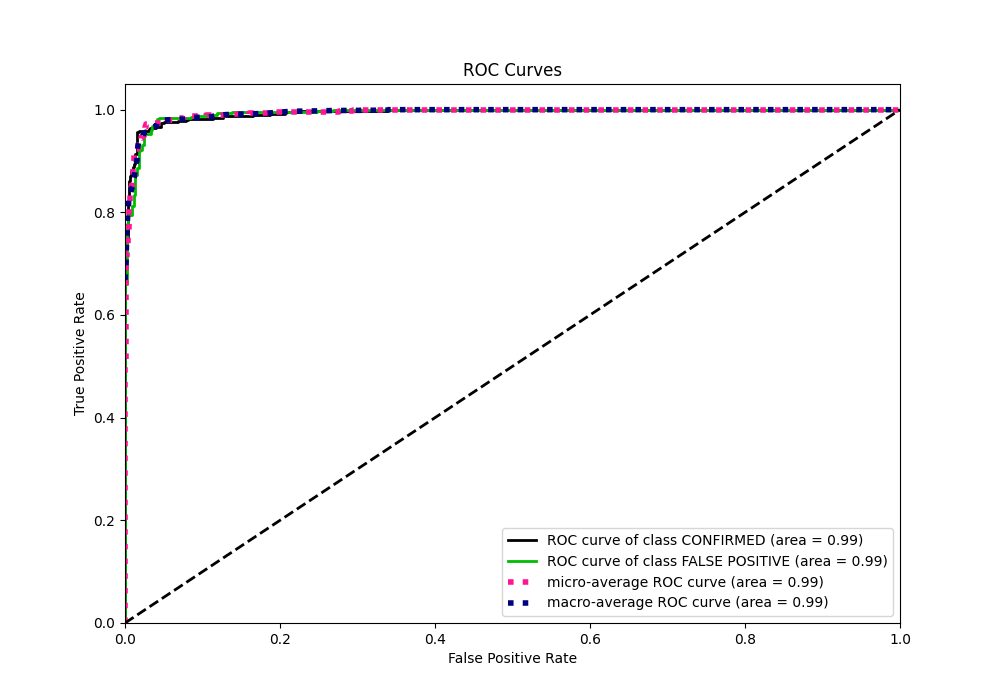 ROC Curves
True Positive Rate
1.0
0.8
0.6
0.4
0.2
0.0
0.0 0.2 0.4 0.6 0.8 1.0
False Positive Rate
ROC curve of class CONFIRMED (area = 0.99)
ROC curve of class FALSE POSITIVE (area = 0.99)
micro-average ROC curve (area = 0.99)
macro-average ROC curve (area = 0.99)